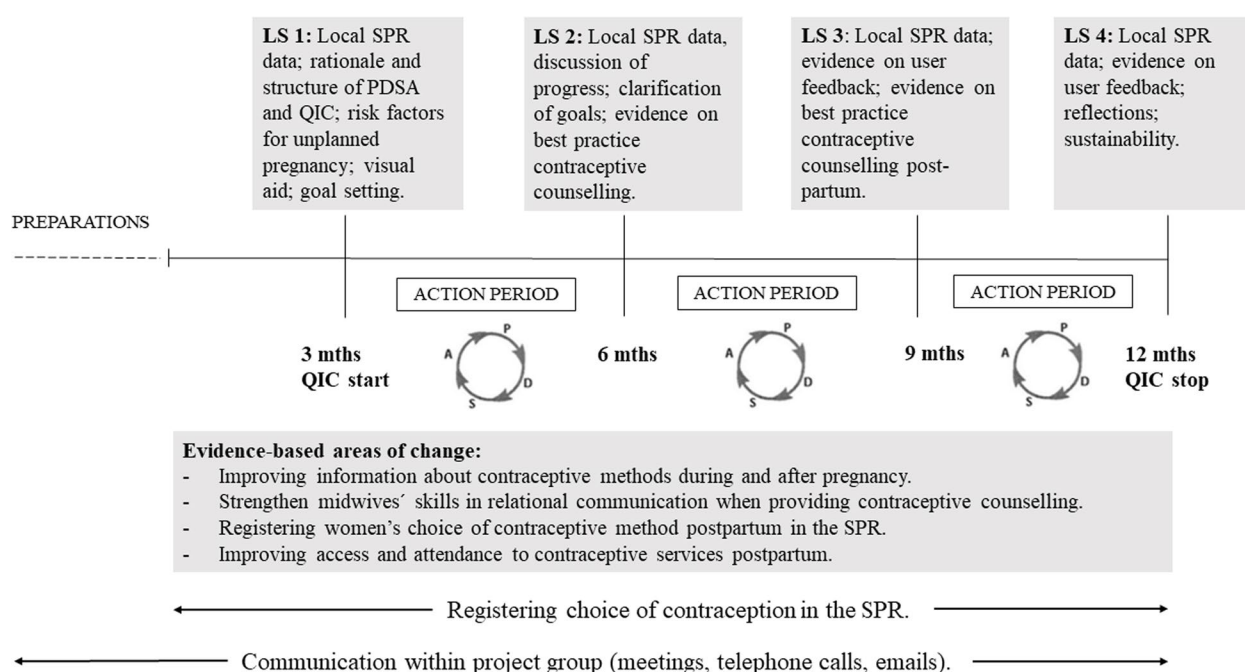 LS 1: Local SPR
data; rationale and
structure of PDSA
and QIC; risk factors
for unplanned
pregnancy; visual
aid; goal setting.
LS 2: Local SPR data,
discussion of
progress; clarification
of goals; evidence on
best practice
contraceptive
counselling.
LS 3: Local SPR data;
evidence on user
feedback; evidence on
best practice
contraceptive
counselling post-
partum.
LS 4: Local SPR
data; evidence on
user feedback;
reflections;
sustainability.
PREPARATIONS
ACTION PERIOD
ACTION PERIOD
ACTION PERIOD
3 mths
QIC start
A
P
D
S
6 mths
A
P
D
S
9 mths
A
P
D
S
12 mths
QIC stop
Evidence-based areas of change:
- Improving information about contraceptive methods during and after pregnancy.
- Strengthen midwives´ skills in relational communication when providing contraceptive counselling.
- Registering women’s choice of contraceptive method postpartum in the SPR.
- Improving access and attendance to contraceptive services postpartum.
Registering choice of contraception in the SPR.
Communication within project group (meetings, telephone calls, emails).